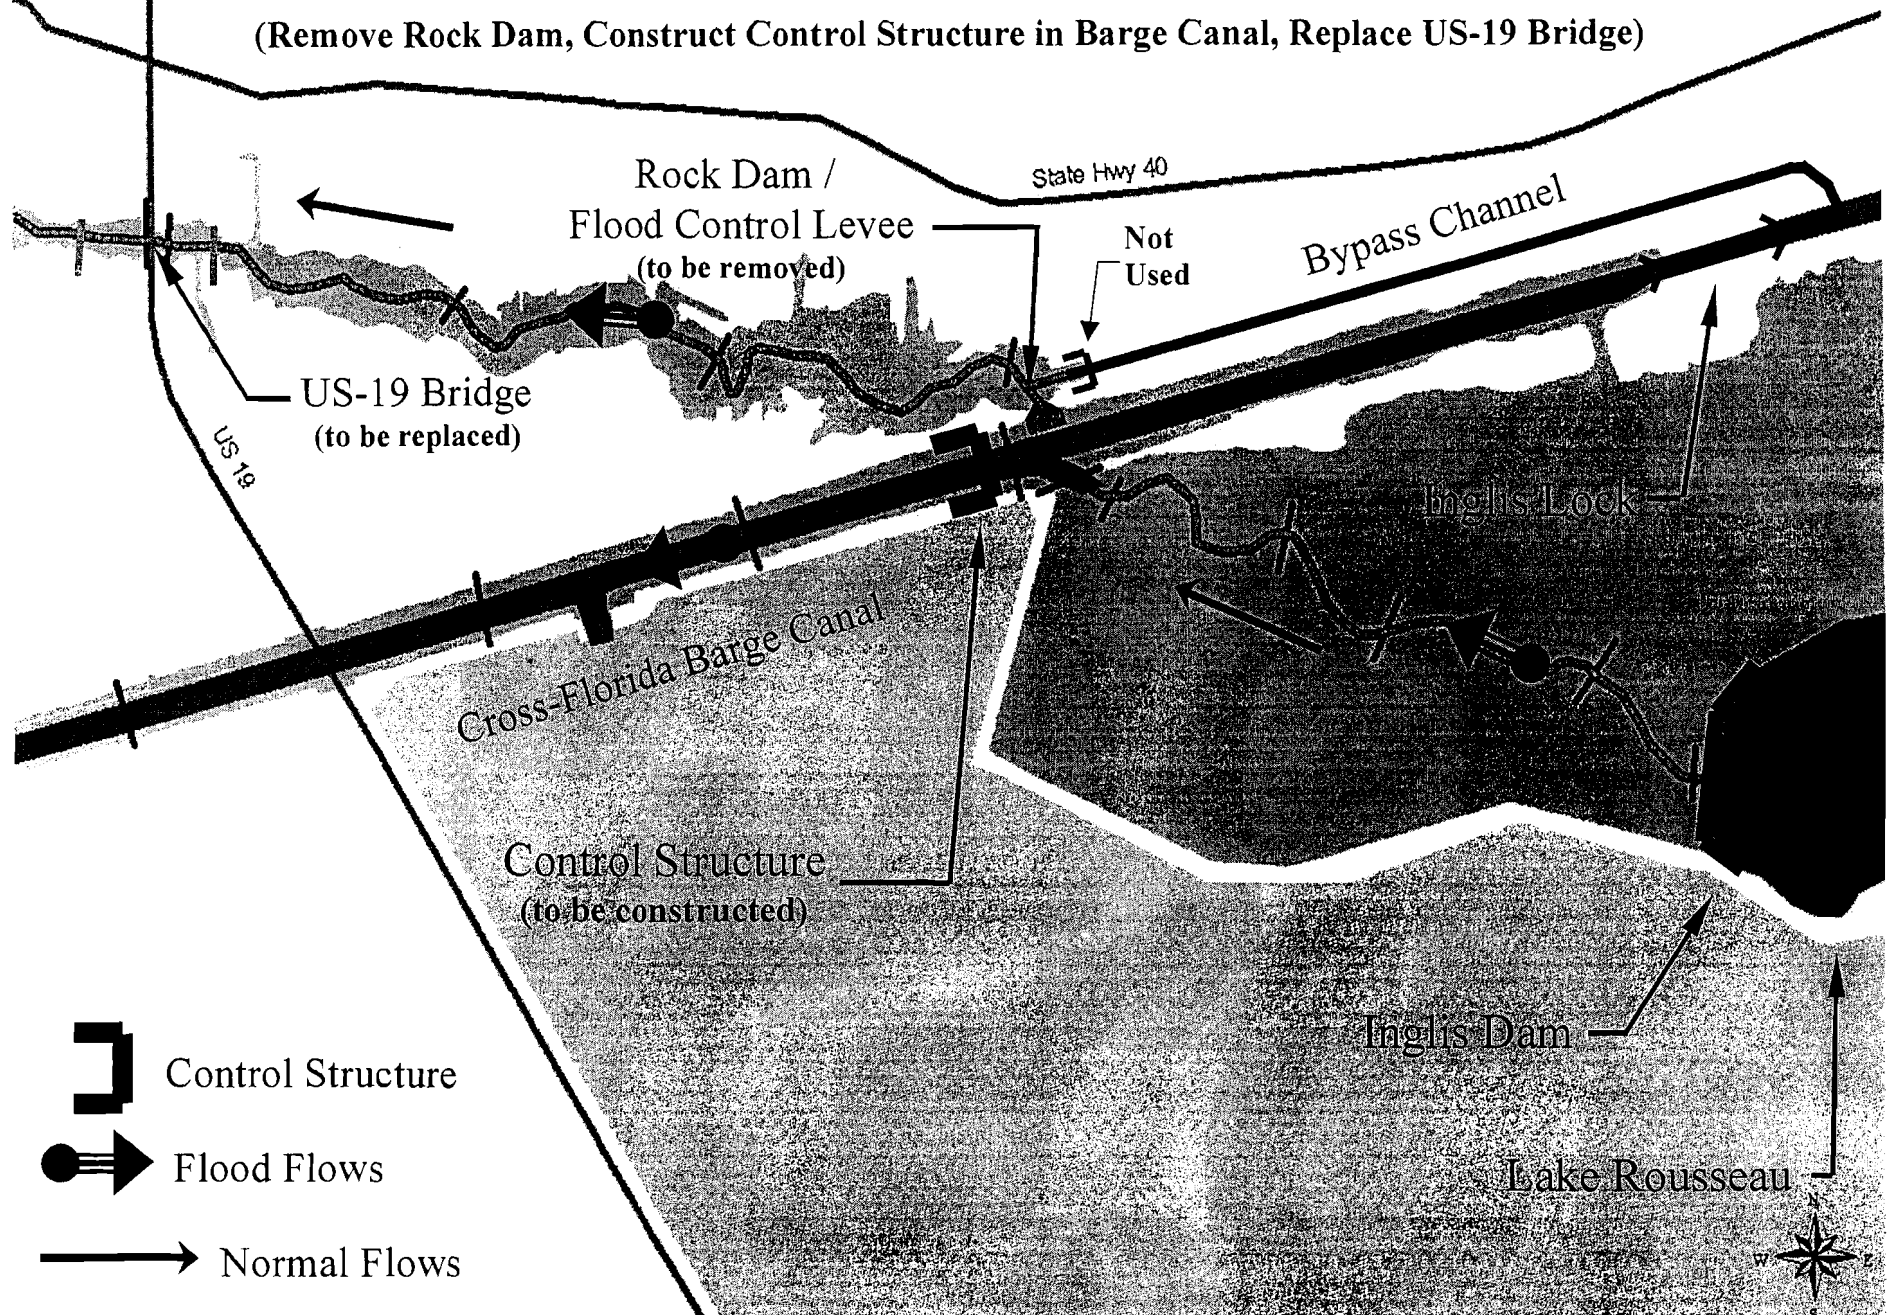 (Remove Rock Dam, Construct Control Structure in Barge Canal, Replace US-19 Bridge)
State Hwy 40
Rock Dam /
Flood Control Levee
(to be removed)
Not
Used
Bypass Channel
US-19 Bridge
(to be replaced)
US 19
Inglis Lock
Cross-Florida Barge Canal
Control Structure
(to be constructed)
Inglis Dam
Lake Rousseau
Control Structure
Flood Flows
Normal Flows
N
W
E